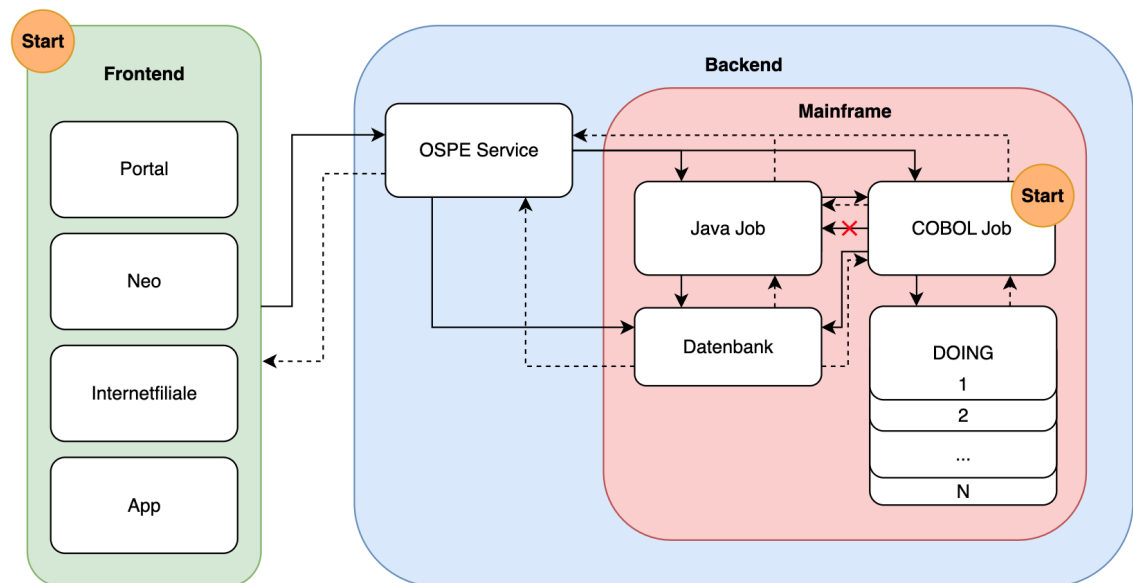 Start
Frontend
Portal
Neo
Internetfiliale
App
Backend
OSPE Service
Mainframe
Java Job
COBOL Job
Start
Datenbank
DOING
1
2
...
N